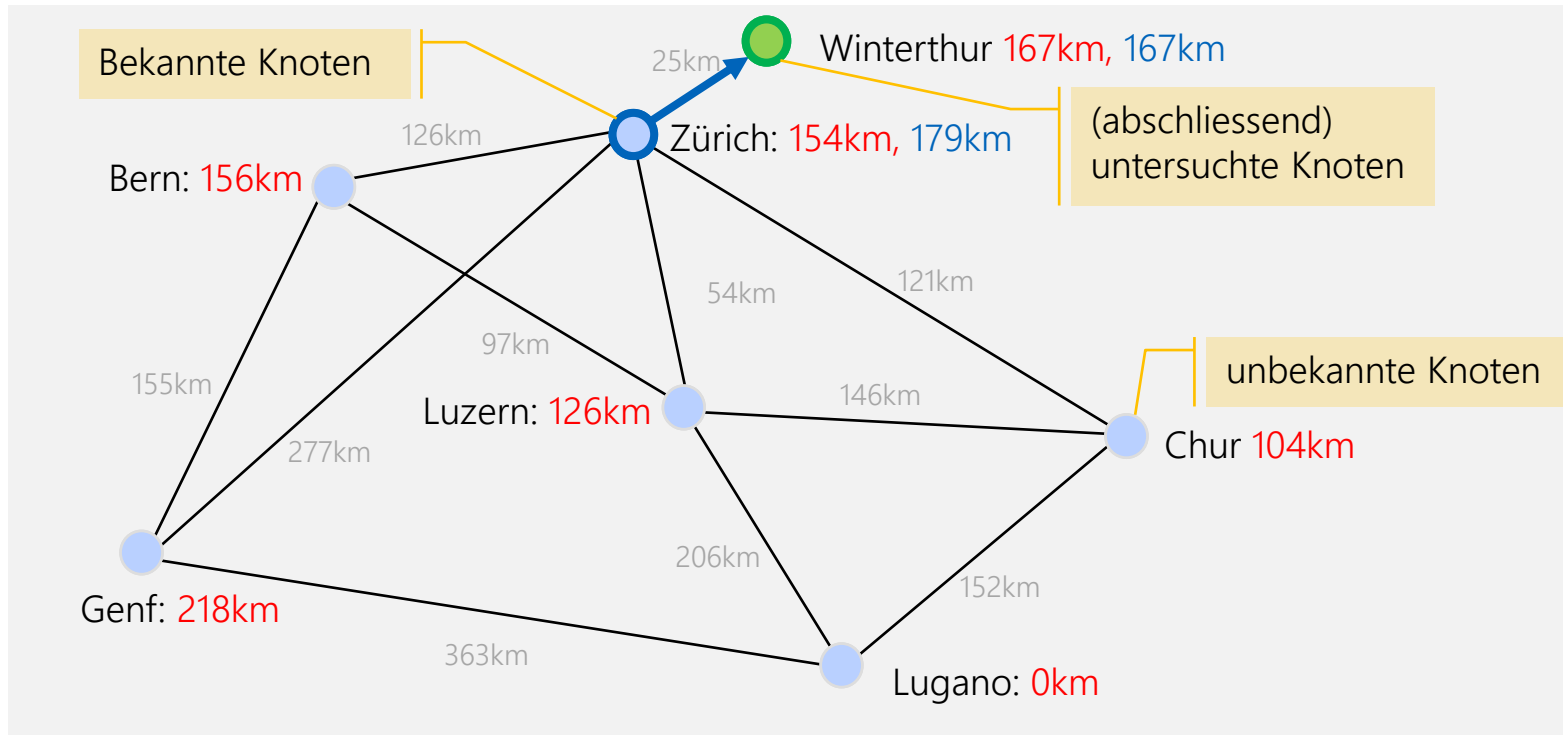 Bekannte Knoten
25km
Winterthur 167km, 167km
126km
Zürich: 154km, 179km
(abschliessend)
untersuchte Knoten
Bern: 156km
54km
121km
97km
155km
unbekannte Knoten
Luzern: 126km
146km
277km
Chur 104km
206km
152km
Genf: 218km
363km
Lugano: 0km